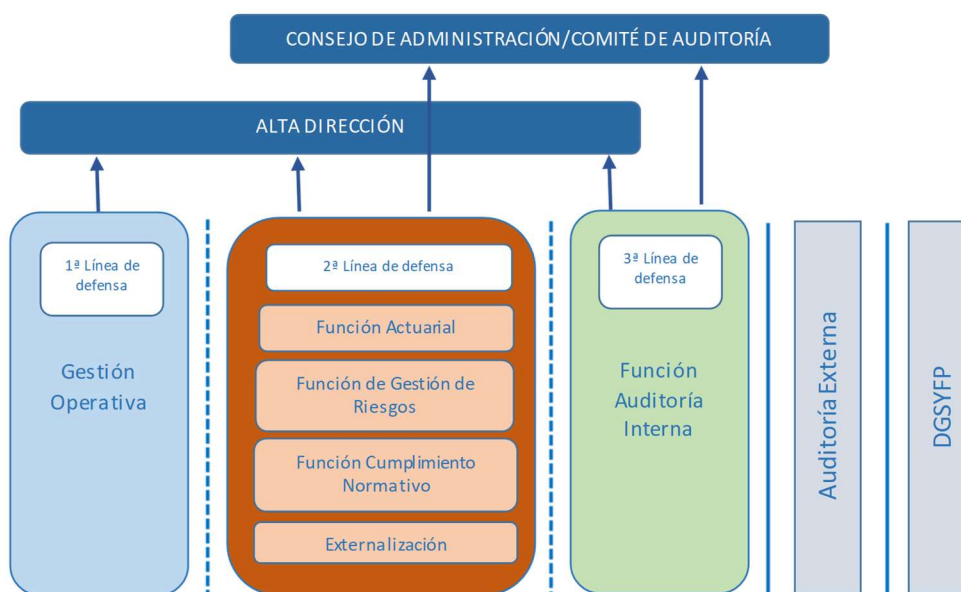 CONSEJO DE ADMINISTRACIÓN/COMITÉ DE AUDITORÍA
ALTA DIRECCIÓN
1ª Línea de
defensa
Gestión
Operativa
2ª Línea de defensa
Función Actuarial
Función de Gestión de
Riesgos
Función Cumplimiento
Normativo
Externalización
3ª Línea de
defensa
Función
Auditoría
Interna
Auditoría Externa
DGSYFP